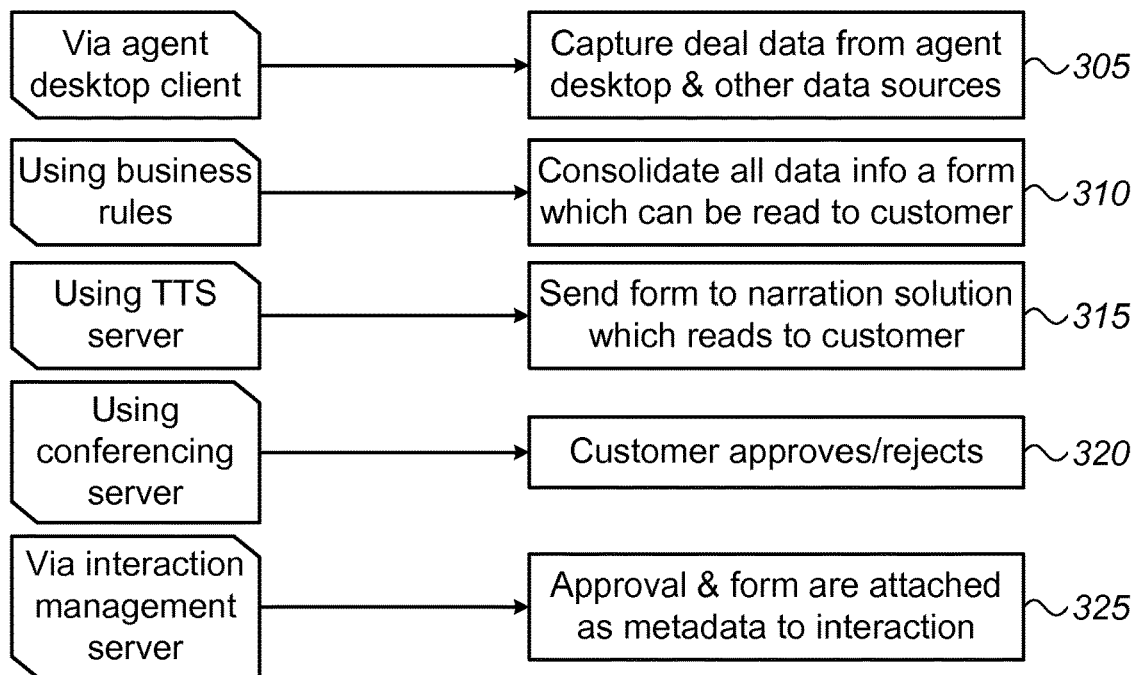 Via agent
desktop client
Capture deal data from agent
desktop & other data sources
305
Using business
rules
Consolidate all data info a form
which can be read to customer
310
Using TTS
server
Send form to narration solution
which reads to customer
315
Using
conferencing
server
Customer approves/rejects
320
Via interaction
management
server
Approval & form are attached
as metadata to interaction
325